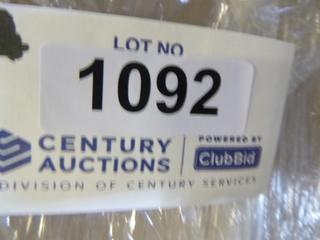 LOT NO
1092
CENTURY
AUCTIONS
POWERED BY
ClubBid
DIVISION OF CENTURY SERVICES